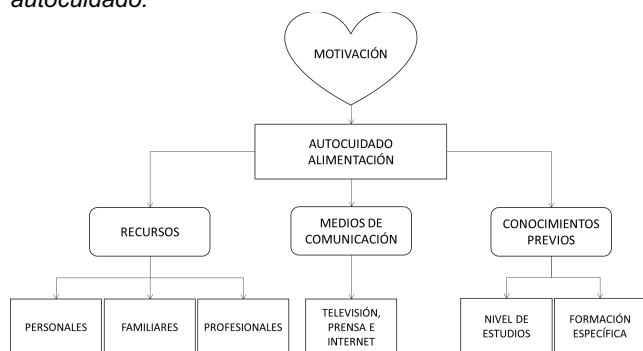 autocuidado.
MOTIVACIÓN
AUTOCUIDADO
ALIMENTACIÓN
RECURSOS
MEDIOS DE
COMUNICACIÓN
CONOCIMIENTOS
PREVIOS
PERSONALES
FAMILIARES
PROFESIONALES
TELEVISIÓN,
PRENSA E
INTERNET
NIVEL DE
ESTUDIOS
FORMACIÓN
ESPECÍFICA